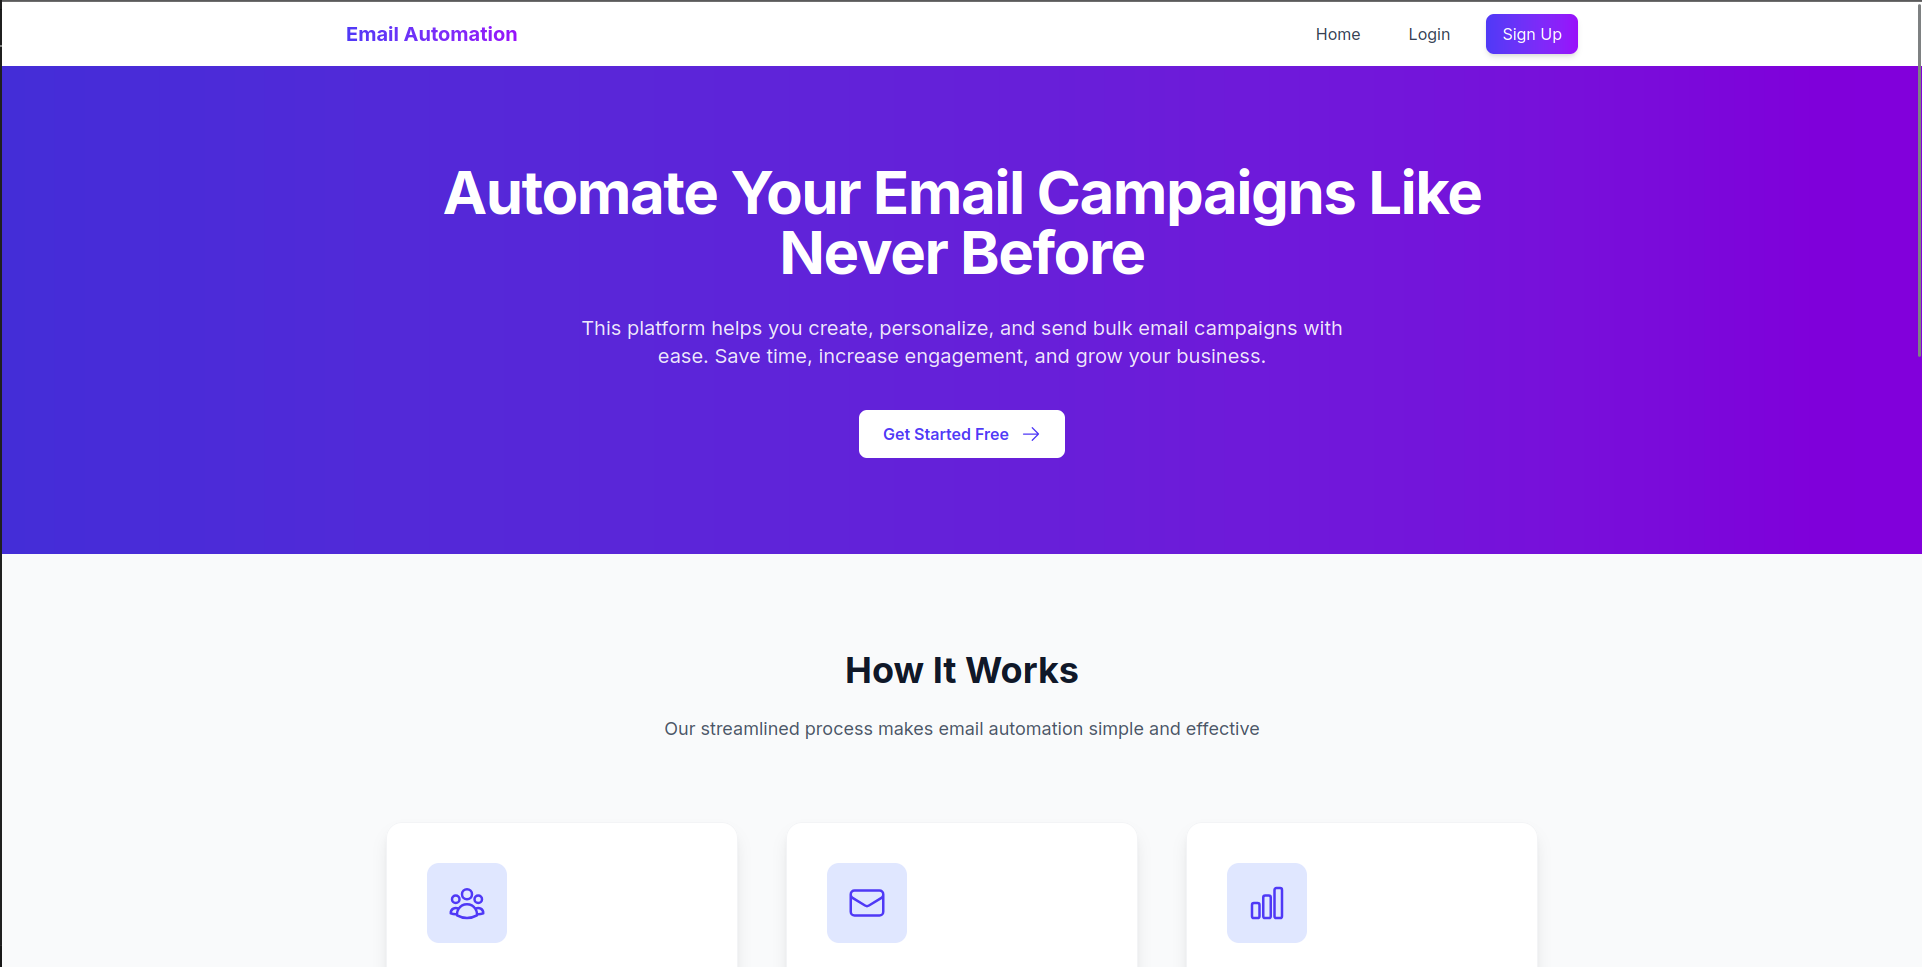 Email Automation
Home
Login
Sign Up
Automate Your Email Campaigns Like
Never Before
This platform helps you create, personalize, and send bulk email campaigns with
ease. Save time, increase engagement, and grow your business.
Get Started Free
How It Works
Our streamlined process makes email automation simple and effective